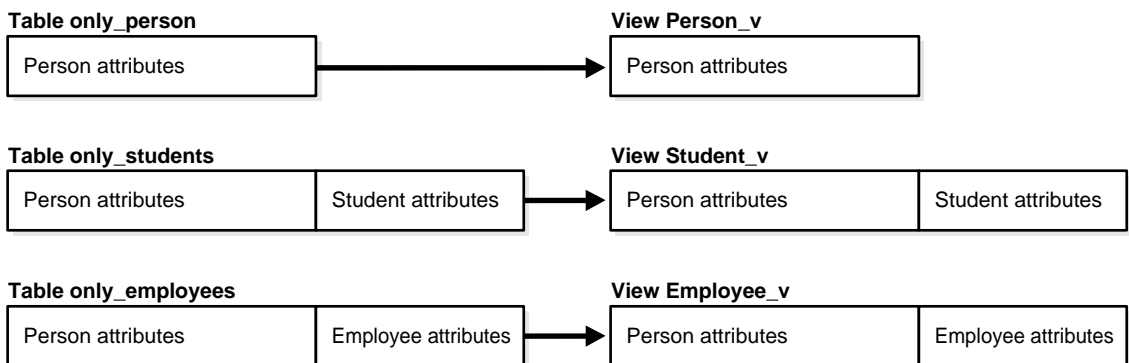 Table only_person View Person_v
Person attributes Person attributes
Table only_students View Student_v
Person attributes Student attributes Person attributes Student attributes
Table only_employees View Employee_v
Person attributes Employee attributes Person attributes Employee attributes